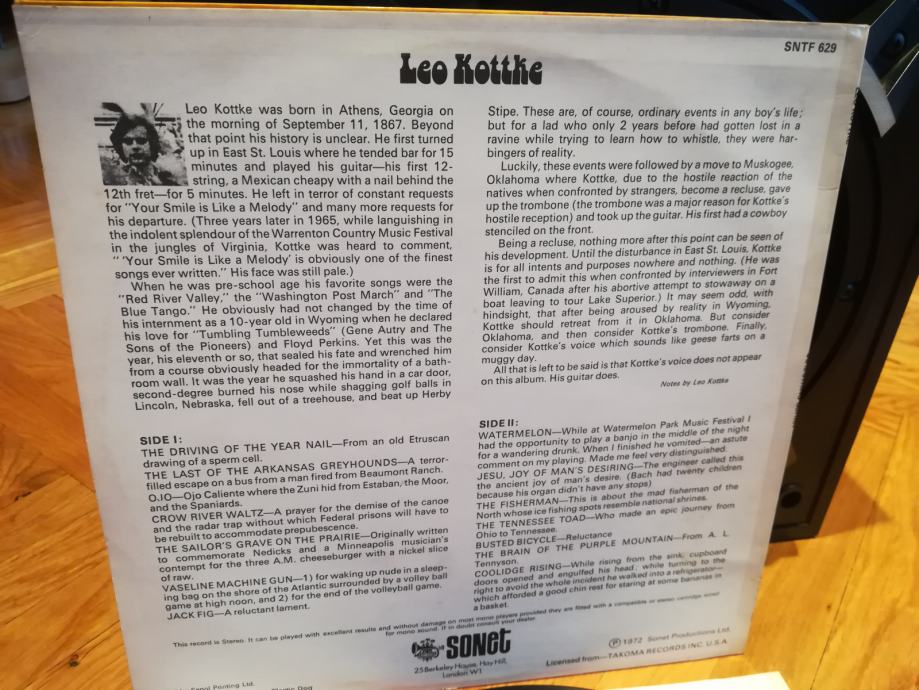 SNTF 629
Leo Kottke
Leo Kottke was born in Athens, Georgia on
the morning of September 11, 1867. Beyond
that point his history is unclear. He first turned
up in East St. Louis where he tended bar for 15
minutes and played his guitar—his first 12-
string, a Mexican cheapy with a nail behind the
12th fret—for 5 minutes. He left in terror of constant requests
for "Your Smile is Like a Melody" and many more requests for
his departure. (Three years later in 1965, while languishing in
the indolent splendour of the Warrenton Country Music Festival
in the jungles of Virginia, Kottke was heard to comment,
" 'Your Smile is Like a Melody' is obviously one of the finest
songs ever written." His face was still pale.)
When he was pre-school age his favorite songs were the
"Red River Valley," the "Washington Post March" and "The
Blue Tango." He obviously had not changed by the time of
his internment as a 10-year old in Wyoming when he declared
his love for "Tumbling Tumbleweeds" (Gene Autry and The
Sons of the Pioneers) and Floyd Perkins. Yet this was the
year, his eleventh or so, that sealed his fate and wrenched him
from a course obviously headed for the immortality of a bath-
room wall. It was the year he squashed his hand in a car door,
second-degree burned his nose while shagging golf balls in
Lincoln, Nebraska, fell out of a treehouse, and beat up Herby
Stipe. These are, of course, ordinary events in any boy's life;
but for a lad who only 2 years before had gotten lost in a
ravine while trying to learn how to whistle, they were har-
bingers of reality.
Luckily, these events were followed by a move to Muskogee,
Oklahoma where Kottke, due to the hostile reaction of the
natives when confronted by strangers, become a recluse, gave
up the trombone (the trombone was a major reason for Kottke's
hostile reception) and took up the guitar. His first had a cowboy
stenciled on the front.
Being a recluse, nothing more after this point can be seen of
his development. Until the disturbance in East St. Louis, Kottke
is for all intents and purposes nowhere and nothing. (He was
the first to admit this when confronted by interviewers in Fort
William, Canada after his abortive attempt to stowaway on a
boat leaving to tour Lake Superior.) It may seem odd, with
hindsight, that after being aroused by reality in Wyoming,
Kottke should retreat from it in Oklahoma. But consider
Oklahoma, and then consider Kottke's trombone. Finally,
consider Kottke's voice which sounds like geese farts on a
muggy day.
All that is left to be said is that Kottke's voice does not appear
on this album. His guitar does.
Notes by Leo Kottke
SIDE I:
THE DRIVING OF THE YEAR NAIL—From an old Etruscan
drawing of a sperm cell.
THE LAST OF THE ARKANSAS GREYHOUNDS—A terror-
filled escape on a bus from a man fired from Beaumont Ranch.
OJO—Ojo Caliente where the Zuni hid from Estaban, the Moor,
and the Spaniards.
CROW RIVER WALTZ—A prayer for the demise of the canoe
and the radar trap without which Federal prisons will have to
be rebuilt to accommodate prepubescence.
THE SAILOR'S GRAVE ON THE PRAIRIE—Originally written
to commemorate Nedicks and a Minneapolis musician's
contempt for the three A.M. cheeseburger with a nickel slice
of raw.
VASELINE MACHINE GUN—1) for waking up nude in a sleep-
ing bag on the shore of the Atlantic surrounded by a volley ball
game at high noon, and 2) for the end of the volleyball game.
JACK FIG—A reluctant lament.
SIDE II:
WATERMELON—While at Watermelon Park Music Festival I
had the opportunity to play a banjo in the middle of the night
for a wandering drunk. When I finished he vomited—an astute
comment on my playing. Made me feel very distinguished.
JESU, JOY OF MAN'S DESIRING—The engineer called this
the ancient joy of man's desire. (Bach had twenty children
because his organ didn't have any stops)
THE FISHERMAN—This is about the mad fisherman of the
North whose ice fishing spots resemble national shrines.
THE TENNESSEE TOAD—Who made an epic journey from
Ohio to Tennessee.
BUSTED BICYCLE—Reluctance
THE BRAIN OF THE PURPLE MOUNTAIN—From A. L.
Tennyson.
COOLIDGE RISING—While rising from the sink, cupboard
doors opened and engulfed his head; while turning to the
right to avoid the whole incident he walked into a refrigerator—
which afforded a good chin rest for staring at some bananas in
a basket.
This record is Stereo. It can be played with excellent results and without damage on most mono players provided they are fitted with a compatible or stereo cartridge wired
for mono sound. If in doubt consult your dealer.
SONET
25 Berkeley House, Hay Hill,
London W1
℗ 1972 Sonet Productions Ltd.
Licensed from—TAKOMA RECORDS INC. U.S.A.
Printing Ltd.
Dog